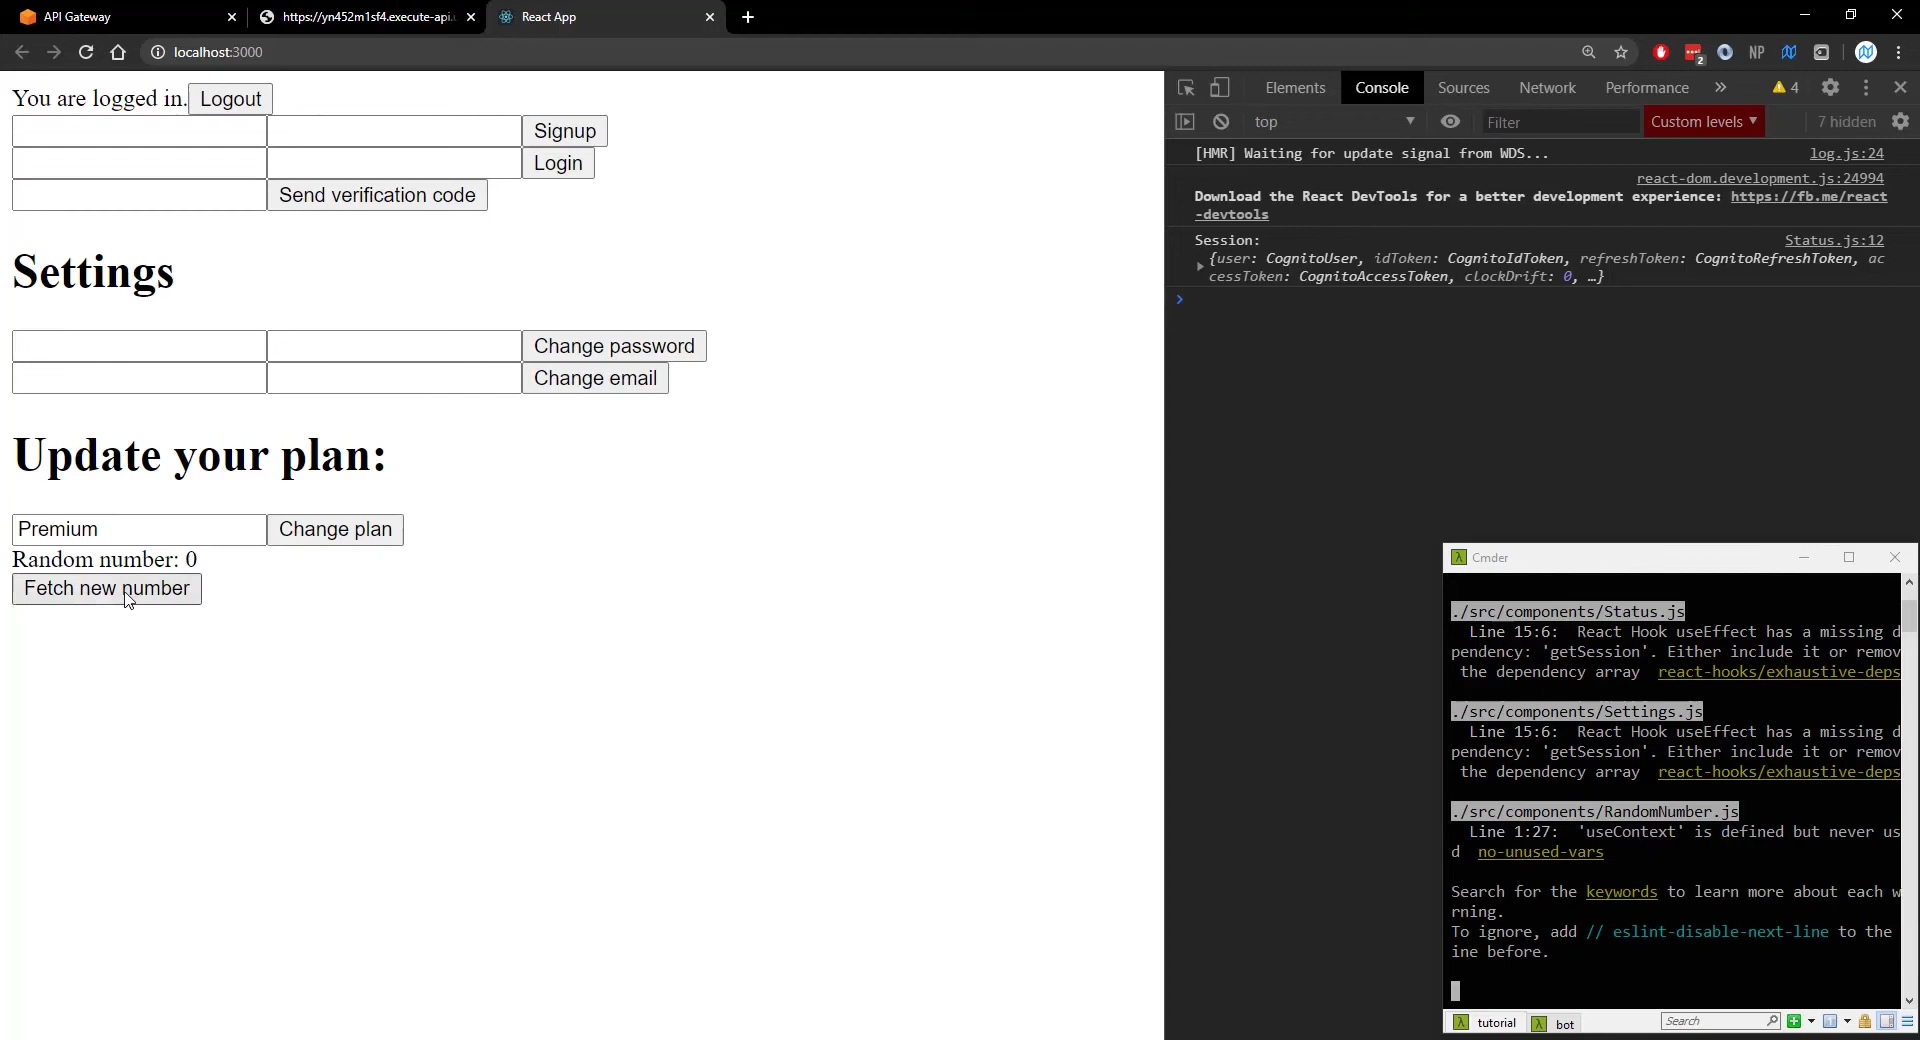 API Gateway
https://yn452m1sf4.execute-api.
React App
localhost:3000
NP
2
You are logged in. Logout
Signup
Login
Send verification code
Settings
Change password
Change email
Update your plan:
Premium Change plan
Random number: 0
Fetch new number
Elements Console Sources Network Performance » 4
top Filter Custom levels 7 hidden
[HMR] Waiting for update signal from WDS... log.js:24
react-dom.development.js:24994
Download the React DevTools for a better development experience: https://fb.me/react
-devtools
Session: Status.js:12
{user: CognitoUser, idToken: CognitoIdToken, refreshToken: CognitoRefreshToken, ac
cessToken: CognitoAccessToken, clockDrift: 0, …}
Cmder
./src/components/Status.js
Line 15:6: React Hook useEffect has a missing d
pendency: 'getSession'. Either include it or remov
the dependency array react-hooks/exhaustive-deps
./src/components/Settings.js
Line 15:6: React Hook useEffect has a missing d
pendency: 'getSession'. Either include it or remov
the dependency array react-hooks/exhaustive-deps
./src/components/RandomNumber.js
Line 1:27: 'useContext' is defined but never us
d no-unused-vars
Search for the keywords to learn more about each w
rning.
To ignore, add // eslint-disable-next-line to the
ine before.
tutorial bot Search